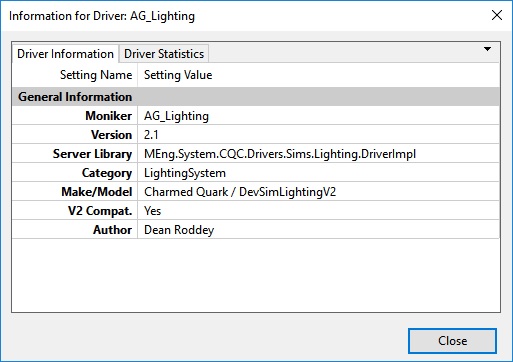 Information for Driver: AG_Lighting
Driver Information Driver Statistics
Setting Name Setting Value
General Information
Moniker AG_Lighting
Version 2.1
Server Library MEng.System.CQC.Drivers.Sims.Lighting.DriverImpl
Category LightingSystem
Make/Model Charmed Quark / DevSimLightingV2
V2 Compat. Yes
Author Dean Roddey
Close